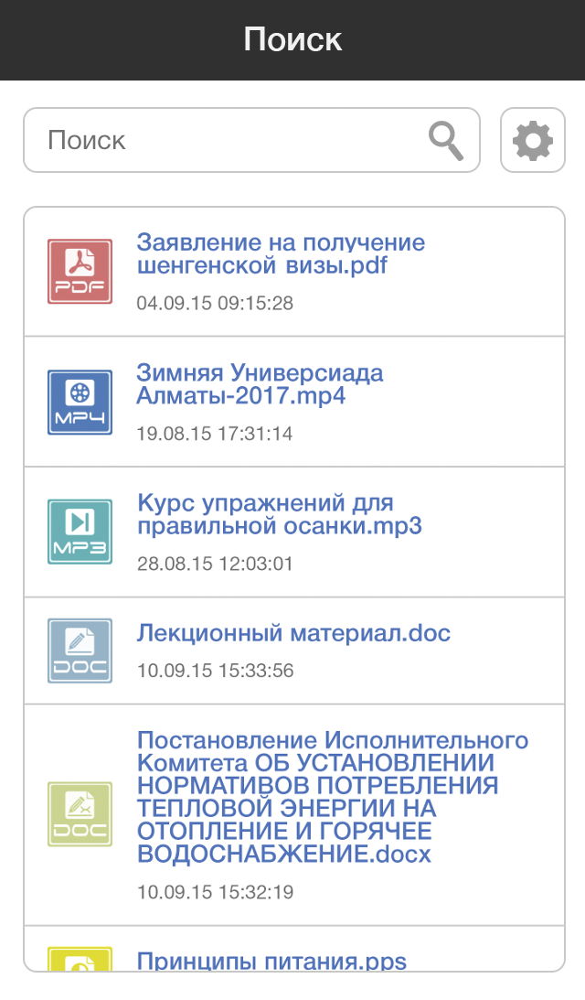 Поиск
Поиск
Заявление на получение
шенгенской визы.pdf
PDF
04.09.15 09:15:28
Зимняя Универсиада
Алматы-2017.mp4
MP4
19.08.15 17:31:14
Курс упражнений для
правильной осанки.mp3
MP3
28.08.15 12:03:01
Лекционный материал.doc
DOC
10.09.15 15:33:56
Постановление Исполнительного
Комитета ОБ УСТАНОВЛЕНИИ
НОРМАТИВОВ ПОТРЕБЛЕНИЯ
ТЕПЛОВОЙ ЭНЕРГИИ НА
DOC
ОТОПЛЕНИЕ И ГОРЯЧЕЕ
ВОДОСНАБЖЕНИЕ.docx
10.09.15 15:32:19
Принципы питания.pps